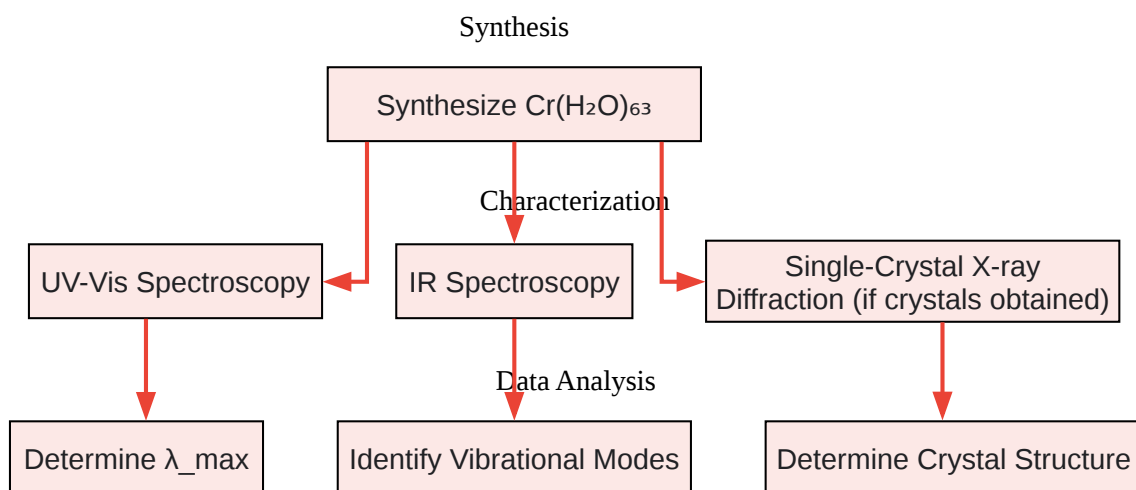 Synthesis
Synthesize Cr(H₂O)₆₃
Characterization
UV-Vis Spectroscopy
IR Spectroscopy
Single-Crystal X-ray
Diffraction (if crystals obtained)
Data Analysis
Determine λ_max
Identify Vibrational Modes
Determine Crystal Structure